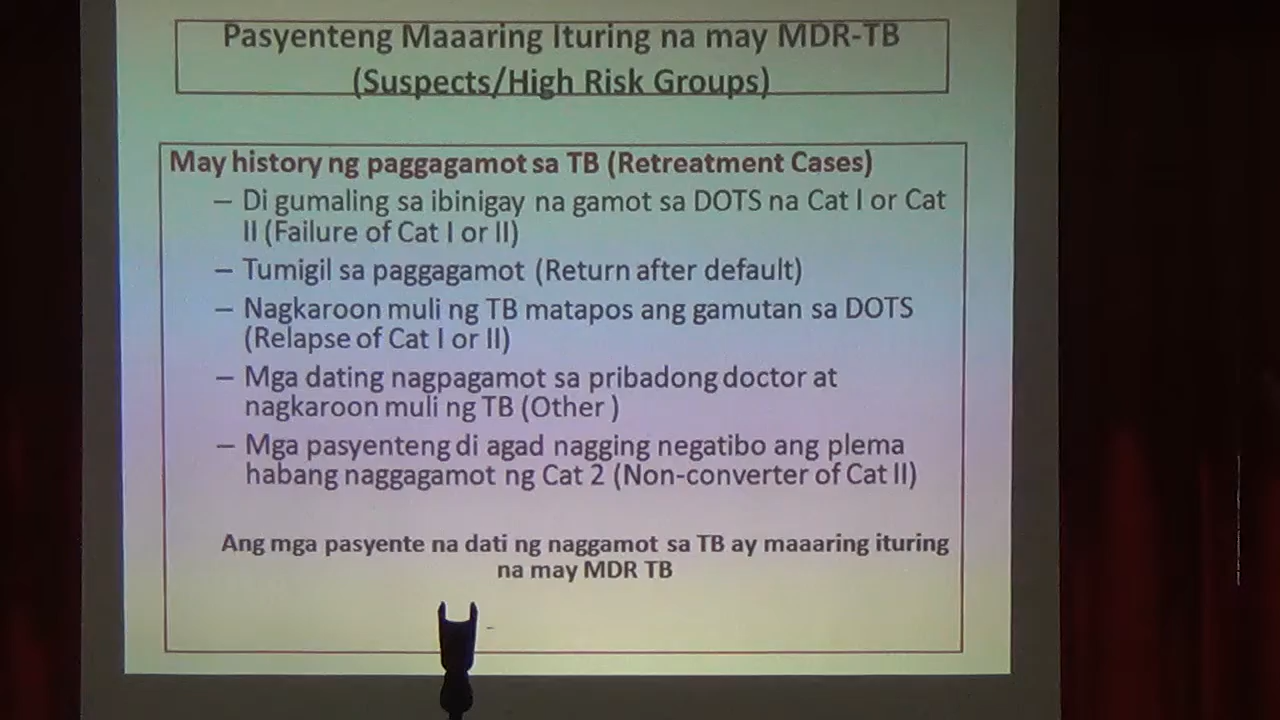 Pasyenteng Maaaring Ituring na may MDR-TB
(Suspects/High Risk Groups)
May history ng paggagamot sa TB (Retreatment Cases)
– Di gumaling sa ibinigay na gamot sa DOTS na Cat I or Cat
II (Failure of Cat I or II)
– Tumigil sa paggagamot (Return after default)
– Nagkaroon muli ng TB matapos ang gamutan sa DOTS
(Relapse of Cat I or II)
– Mga dating nagpagamot sa pribadong doctor at
nagkaroon muli ng TB (Other )
– Mga pasyenteng di agad nagging negatibo ang plema
habang naggagamot ng Cat 2 (Non-converter of Cat II)
Ang mga pasyente na dati ng naggamot sa TB ay maaaring ituring
na may MDR TB